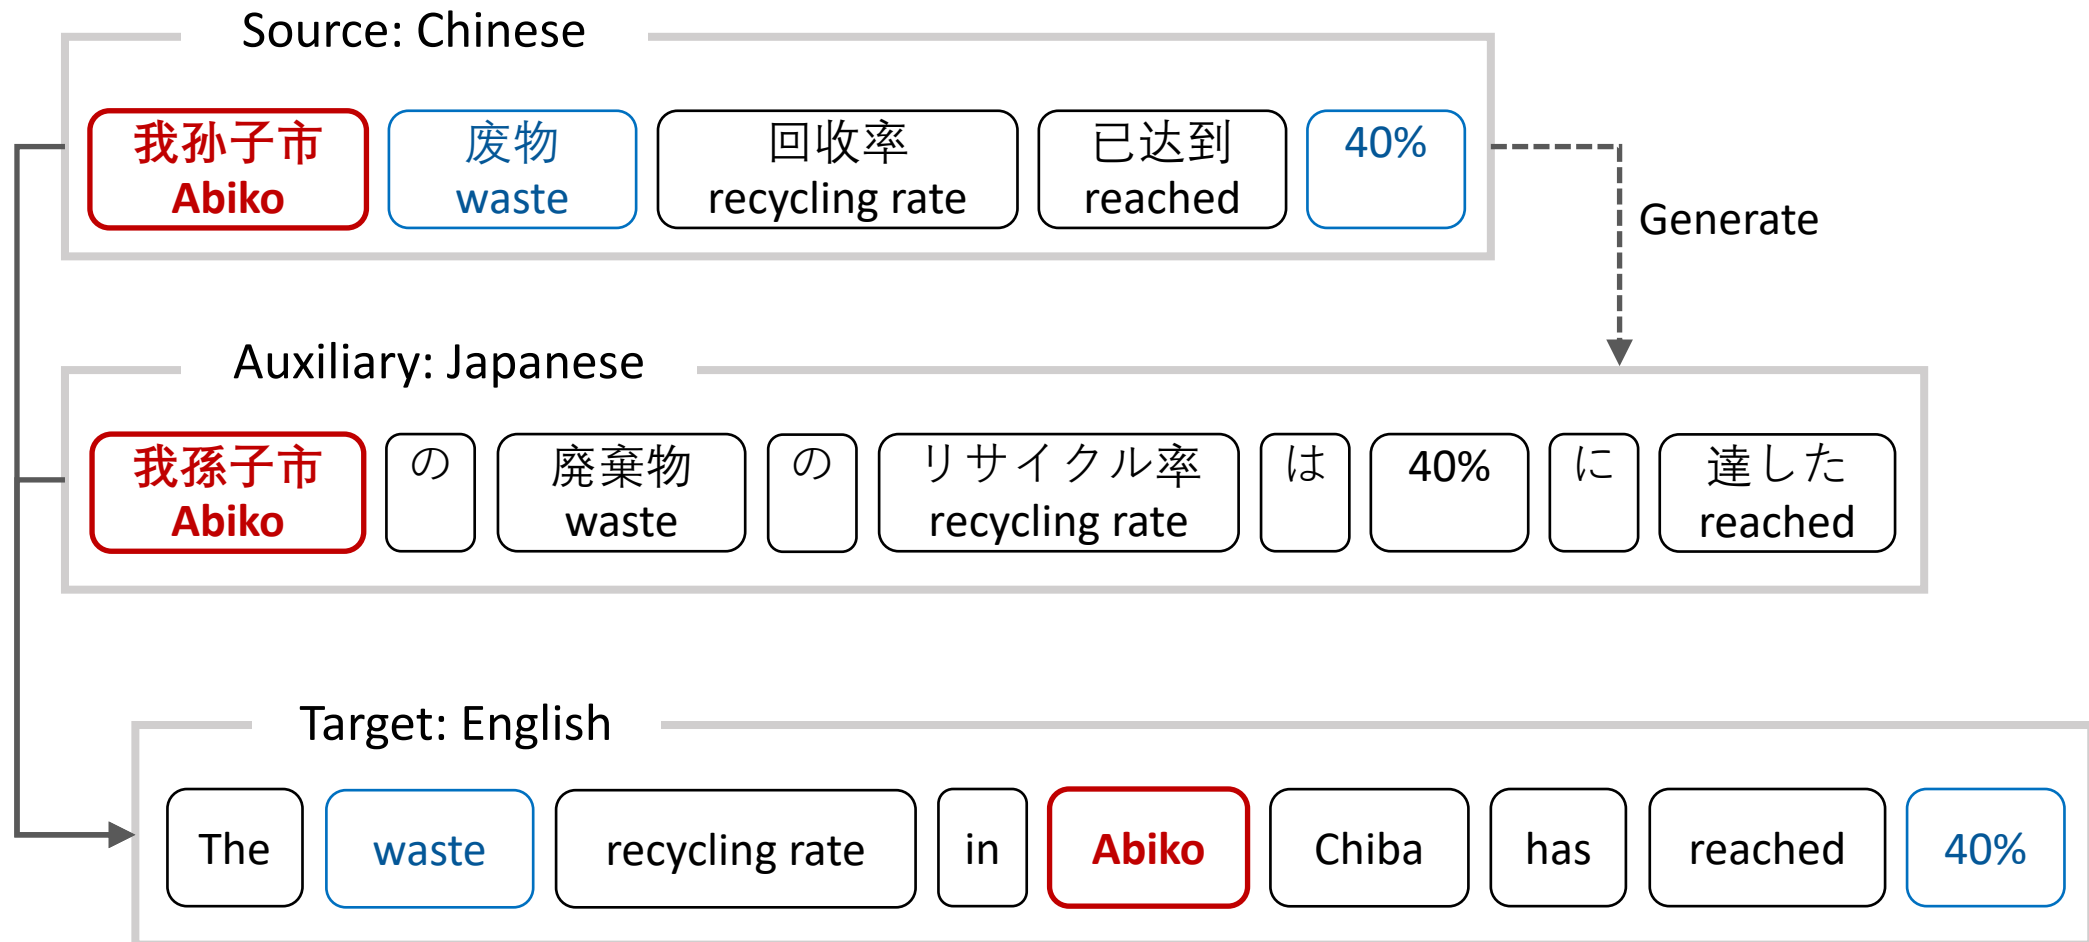 Source: Chinese
我孙子市 废物 回收率 已达到 40%
Abiko waste recycling rate reached
Generate
Auxiliary: Japanese
我孫子市 の 廃棄物 の リサイクル率 は 40% に 達した
Abiko waste recycling rate reached
Target: English
The waste recycling rate in Abiko Chiba has reached 40%